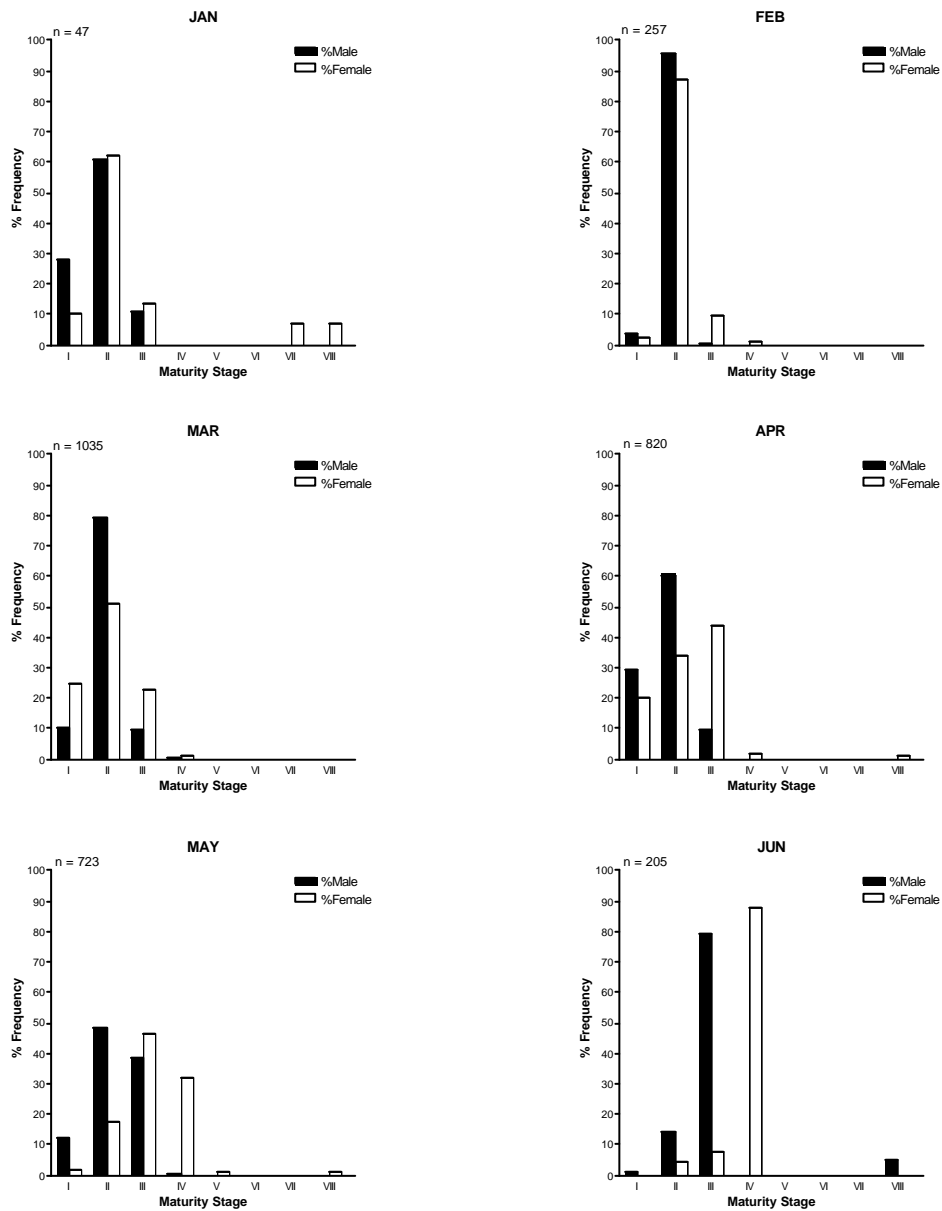 JAN
n = 47
%Male
%Female
100
90
80
70
60
50
40
30
20
10
0
% Frequency
I II III IV V VI VII VIII
Maturity Stage
FEB
n = 257
%Male
%Female
100
90
80
70
60
50
40
30
20
10
0
% Frequency
I II III IV V VI VII VIII
Maturity Stage
MAR
n = 1035
%Male
%Female
100
90
80
70
60
50
40
30
20
10
0
% Frequency
I II III IV V VI VII VIII
Maturity Stage
APR
n = 820
%Male
%Female
100
90
80
70
60
50
40
30
20
10
0
% Frequency
I II III IV V VI VII VIII
Maturity Stage
MAY
n = 723
%Male
%Female
100
90
80
70
60
50
40
30
20
10
0
% Frequency
I II III IV V VI VII VIII
Maturity Stage
JUN
n = 205
%Male
%Female
100
90
80
70
60
50
40
30
20
10
0
% Frequency
I II III IV V VI VII VIII
Maturity Stage